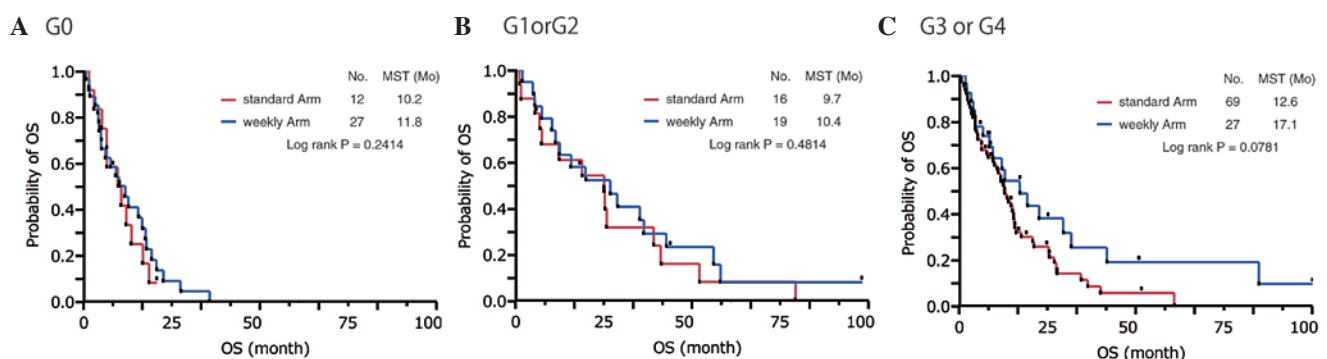 A G0
No. MST (Mo)
standard Arm 12 10.2
weekly Arm 27 11.8
Log rank P = 0.2414
Probability of OS
1.0
0.8
0.6
0.4
0.2
0.0
0 25 50 75 100
OS (month)
B G1orG2
No. MST (Mo)
standard Arm 16 9.7
weekly Arm 19 10.4
Log rank P = 0.4814
Probability of OS
1.0
0.8
0.6
0.4
0.2
0.0
0 25 50 75 100
OS (month)
C G3 or G4
No. MST (Mo)
standard Arm 69 12.6
weekly Arm 27 17.1
Log rank P = 0.0781
Probability of OS
1.0
0.8
0.6
0.4
0.2
0.0
0 25 50 75 100
OS (month)